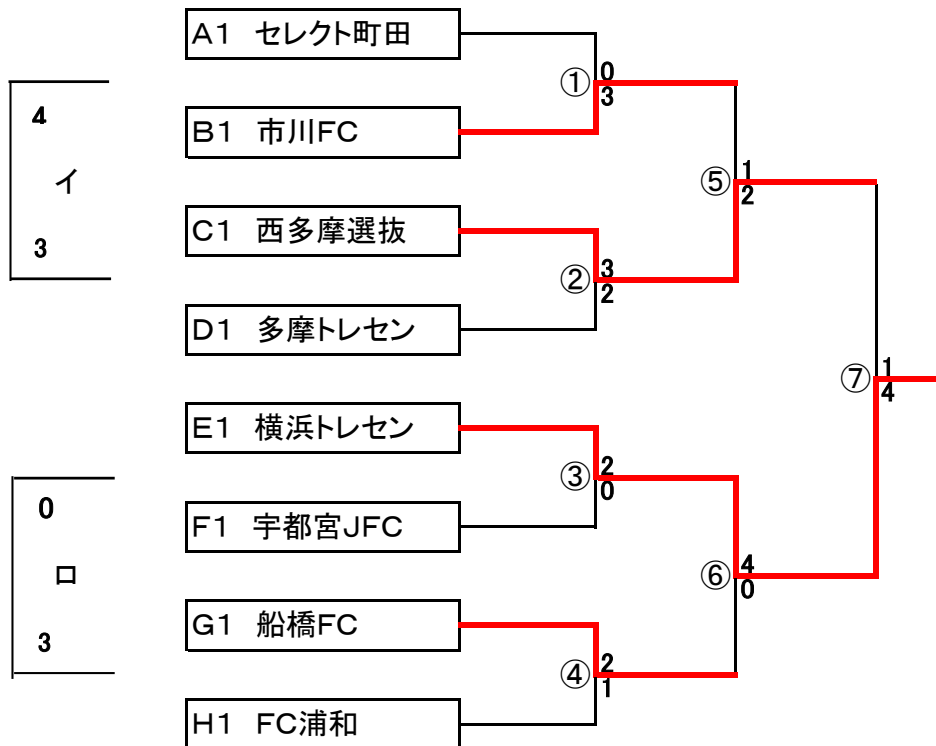 A1 セレクト町田
B1 市川FC
C1 西多摩選抜
D1 多摩トレセン
E1 横浜トレセン
F1 宇都宮JFC
G1 船橋FC
H1 FC浦和
4
イ
3
0
ロ
3
①
0
3
②
3
2
③
2
0
④
2
1
⑤
1
2
⑥
4
0
⑦
1
4